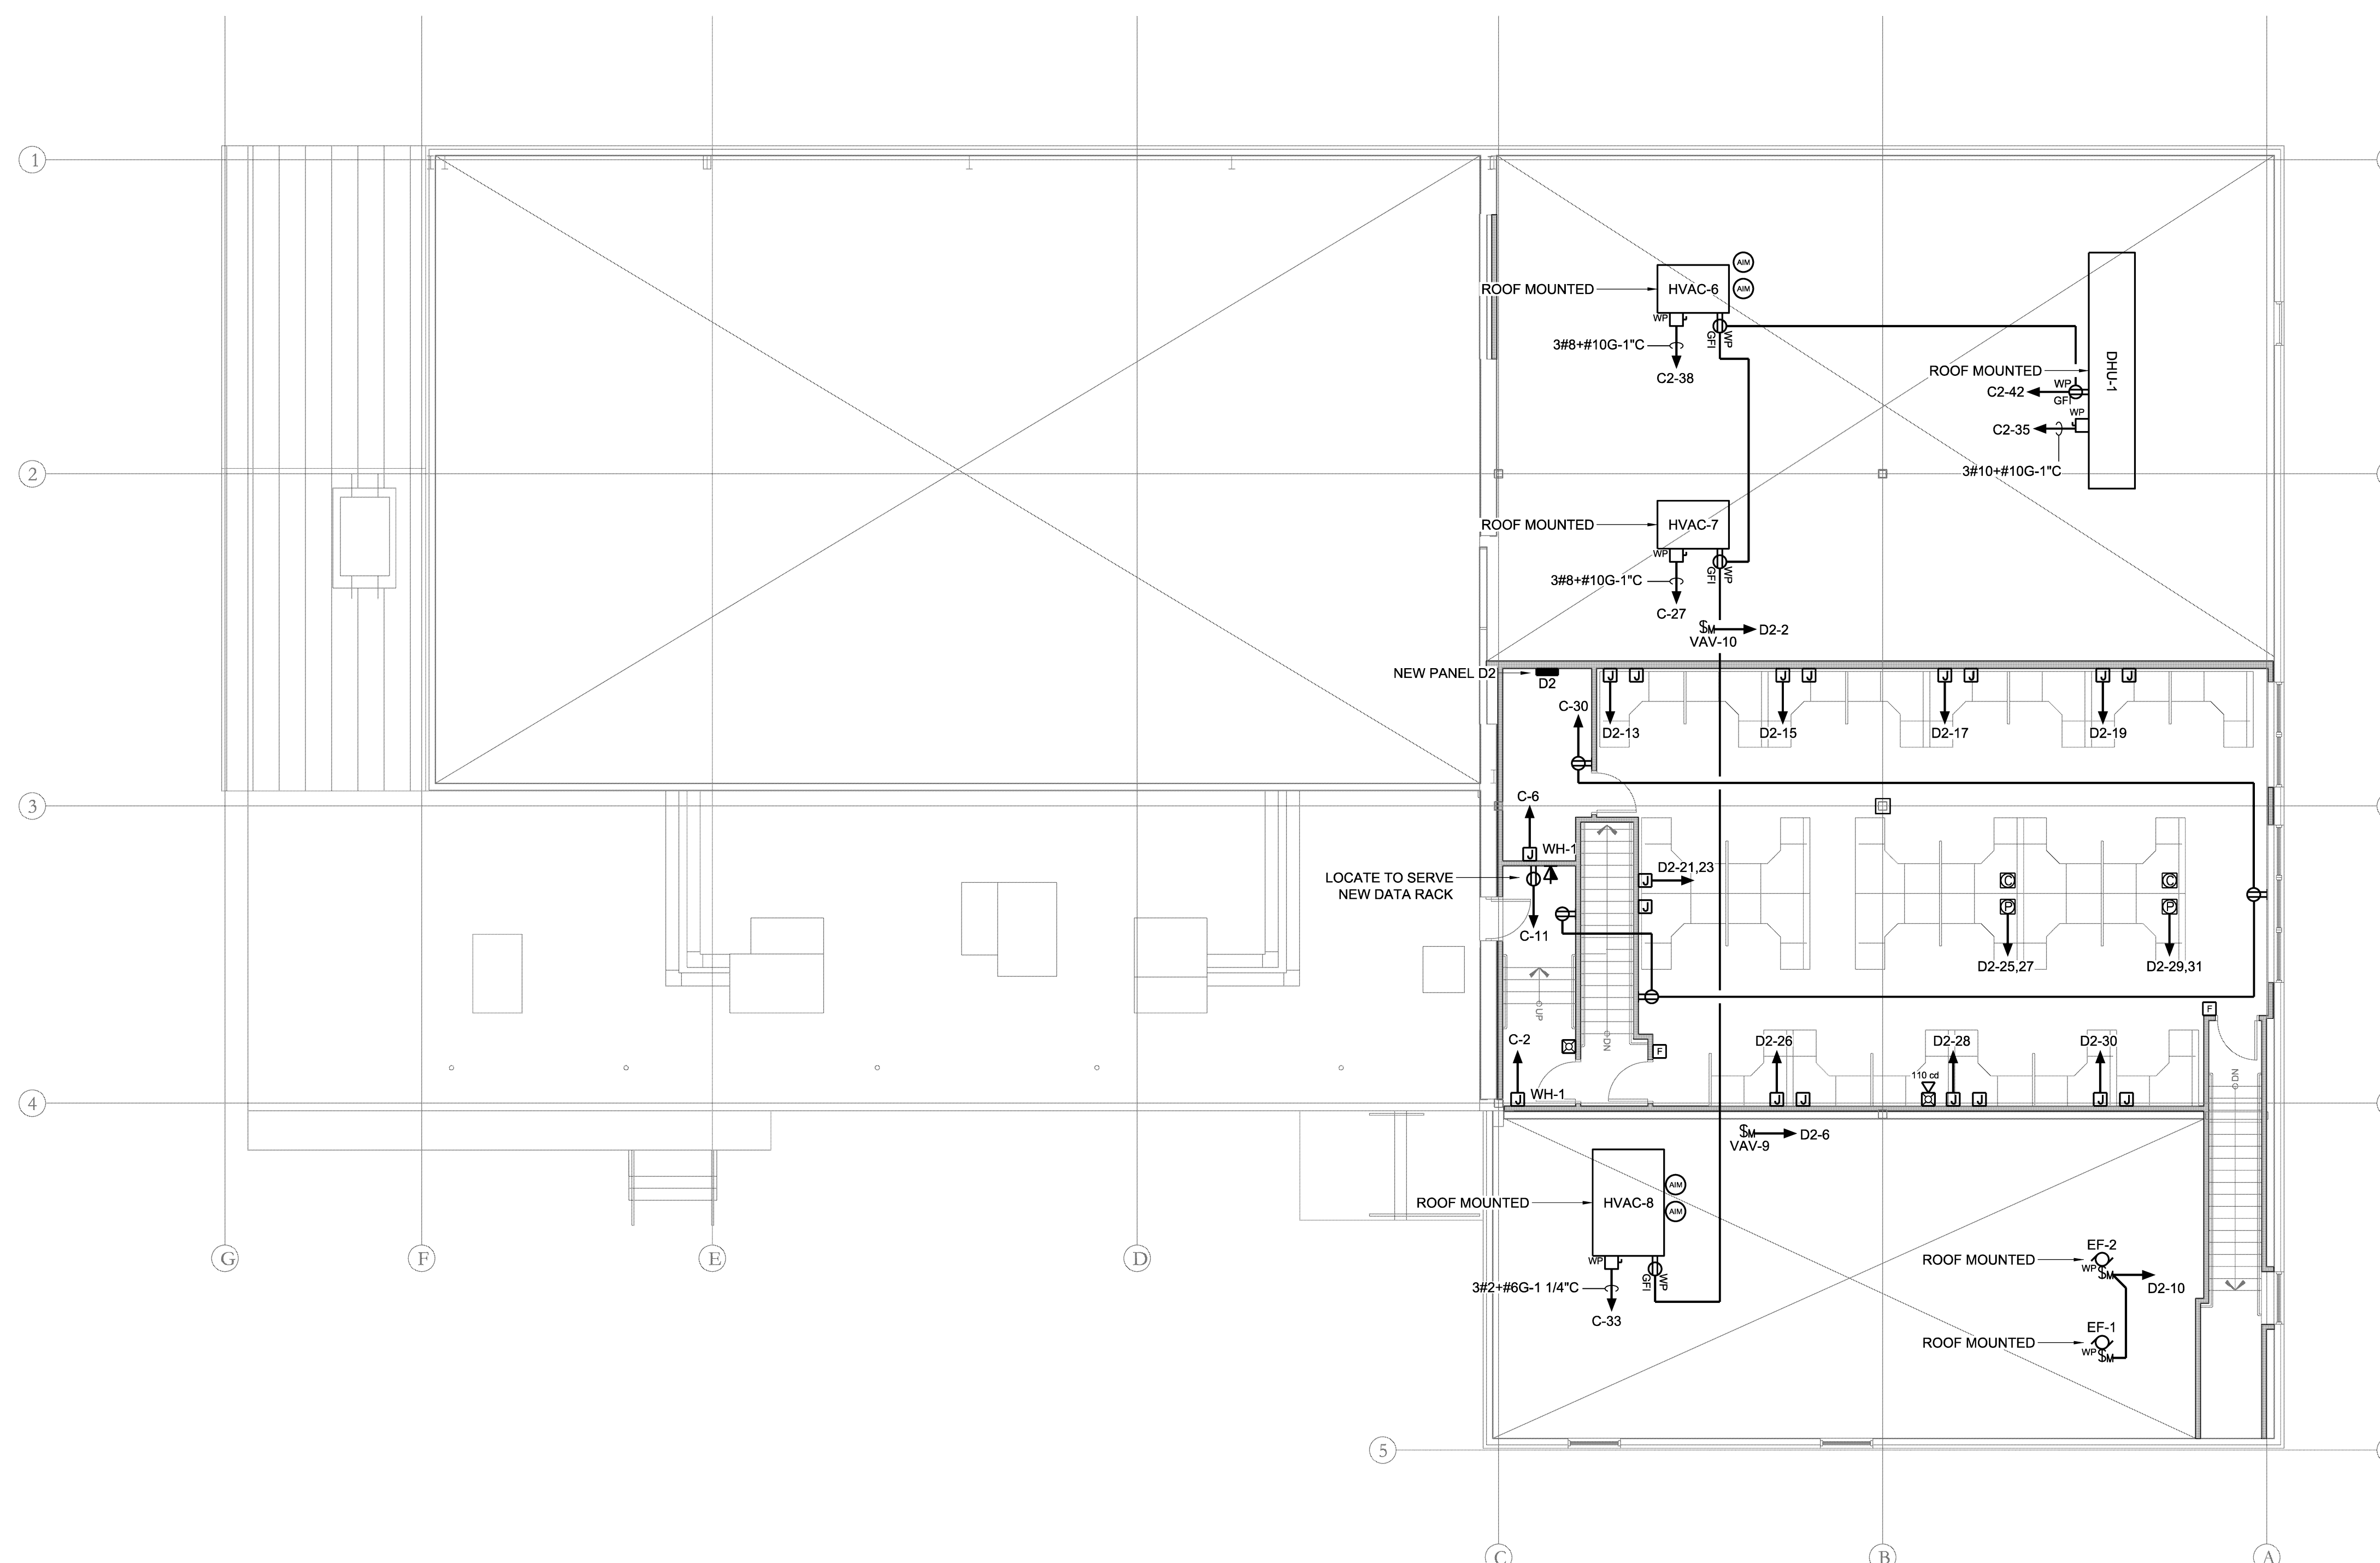 1
AIM
ROOF MOUNTED
HVAC-6
AIM
WP
GFI
WP
3#8+#10G-1"C
C2-38
ROOF MOUNTED
DHU-1
WP
C2-42
GFI
WP
C2-35
3#10+#10G-1"C
2
ROOF MOUNTED
HVAC-7
WP
GFI
WP
3#8+#10G-1"C
C-27
$M
D2-2
VAV-10
NEW PANEL D2
D2
J
J
J
J
J
J
J
J
C-30
D2-13
D2-15
D2-17
D2-19
3
C-6
J
WH-1
LOCATE TO SERVE
NEW DATA RACK
4
D2-21,23
J
J
C
C
P
P
C-11
D2-25,27
D2-29,31
UP
DN
F
F
C-2
D2-26
D2-28
D2-30
110 cd
WH-1
J
J
J
J
J
J
J
DN
4
$M
D2-6
VAV-9
AIM
ROOF MOUNTED
HVAC-8
AIM
WP
GFI
WP
3#2+#6G-1 1/4"C
C-33
EF-2
ROOF MOUNTED
WP
$M
D2-10
EF-1
ROOF MOUNTED
WP
$M
G
F
E
D
5
C
B
A